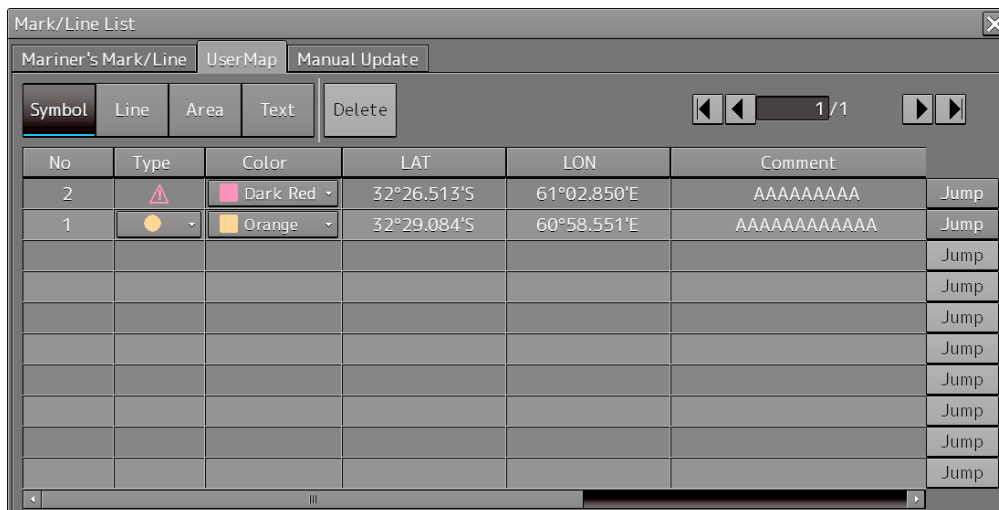 Mark/Line List
Mariner's Mark/Line UserMap Manual Update
Symbol Line Area Text Delete 1/1
No Type Color LAT LON Comment
2 Dark Red 32°26.513'S 61°02.850'E AAAAAAAAA Jump
1 Orange 32°29.084'S 60°58.551'E AAAAAAAAAAAA Jump
Jump
Jump
Jump
Jump
Jump
Jump
Jump
Jump